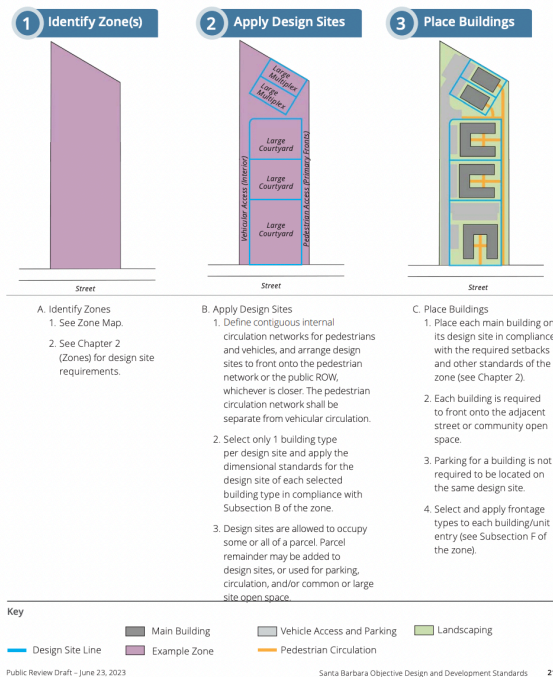 1 Identify Zone(s)
2 Apply Design Sites
3 Place Buildings
Large
Multiplex
Large
Multiplex
Large
Courtyard
Large
Courtyard
Large
Courtyard
Vehicular Access (Interior)
Pedestrian Access (Primary Fronts)
Street
Street
Street
A. Identify Zones
1. See Zone Map.
2. See Chapter 2
(Zones) for design site
requirements.
B. Apply Design Sites
1. Define contiguous internal
circulation networks for pedestrians
and vehicles, and arrange design
sites to front onto the pedestrian
network or the public ROW,
whichever is closer. The pedestrian
circulation network shall be
separate from vehicular circulation.
2. Select only 1 building type
per design site and apply the
dimensional standards for the
design site of each selected
building type in compliance with
Subsection B of the zone.
3. Design sites are allowed to occupy
some or all of a parcel. Parcel
remainder may be added to
design sites, or used for parking,
circulation, and/or common or large
site open space.
C. Place Buildings
1. Place each main building on
its design site in compliance
with the required setbacks
and other standards of the
zone (see Chapter 2).
2. Each building is required
to front onto the adjacent
street or community open
space.
3. Parking for a building is not
required to be located on
the same design site.
4. Select and apply frontage
types to each building/unit
entry (see Subsection F of
the zone).
Key
Main Building
Vehicle Access and Parking
Landscaping
Design Site Line
Example Zone
Pedestrian Circulation
Public Review Draft – June 23, 2023
Santa Barbara Objective Design and Development Standards